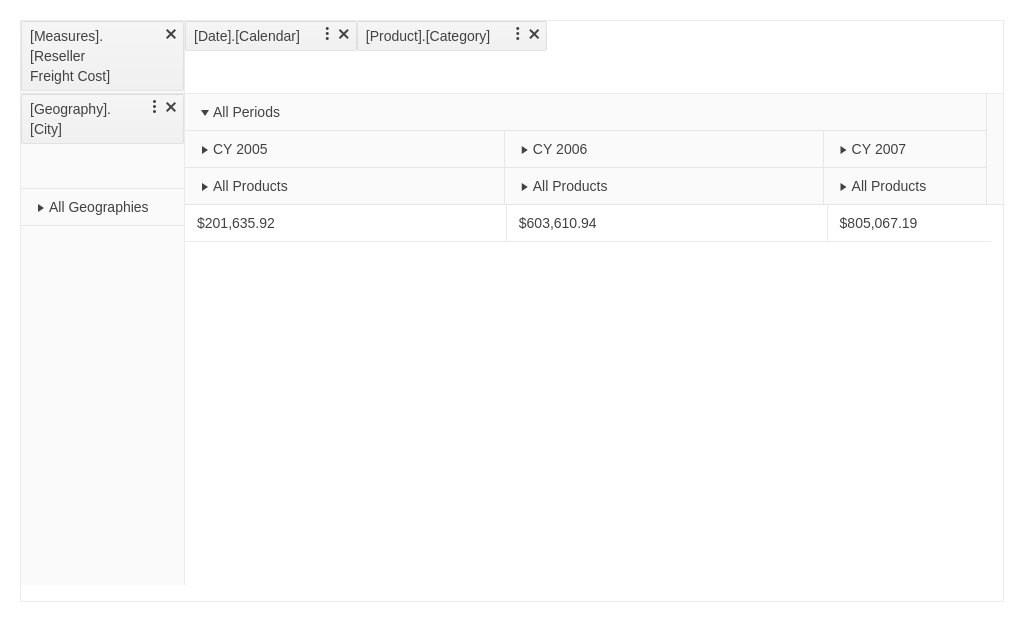 [Measures].
[Reseller
Freight Cost]
[Date].[Calendar]
[Product].[Category]
[Geography].
[City]
All Periods
CY 2005
CY 2006
CY 2007
All Products
All Products
All Products
All Geographies
$201,635.92
$603,610.94
$805,067.19